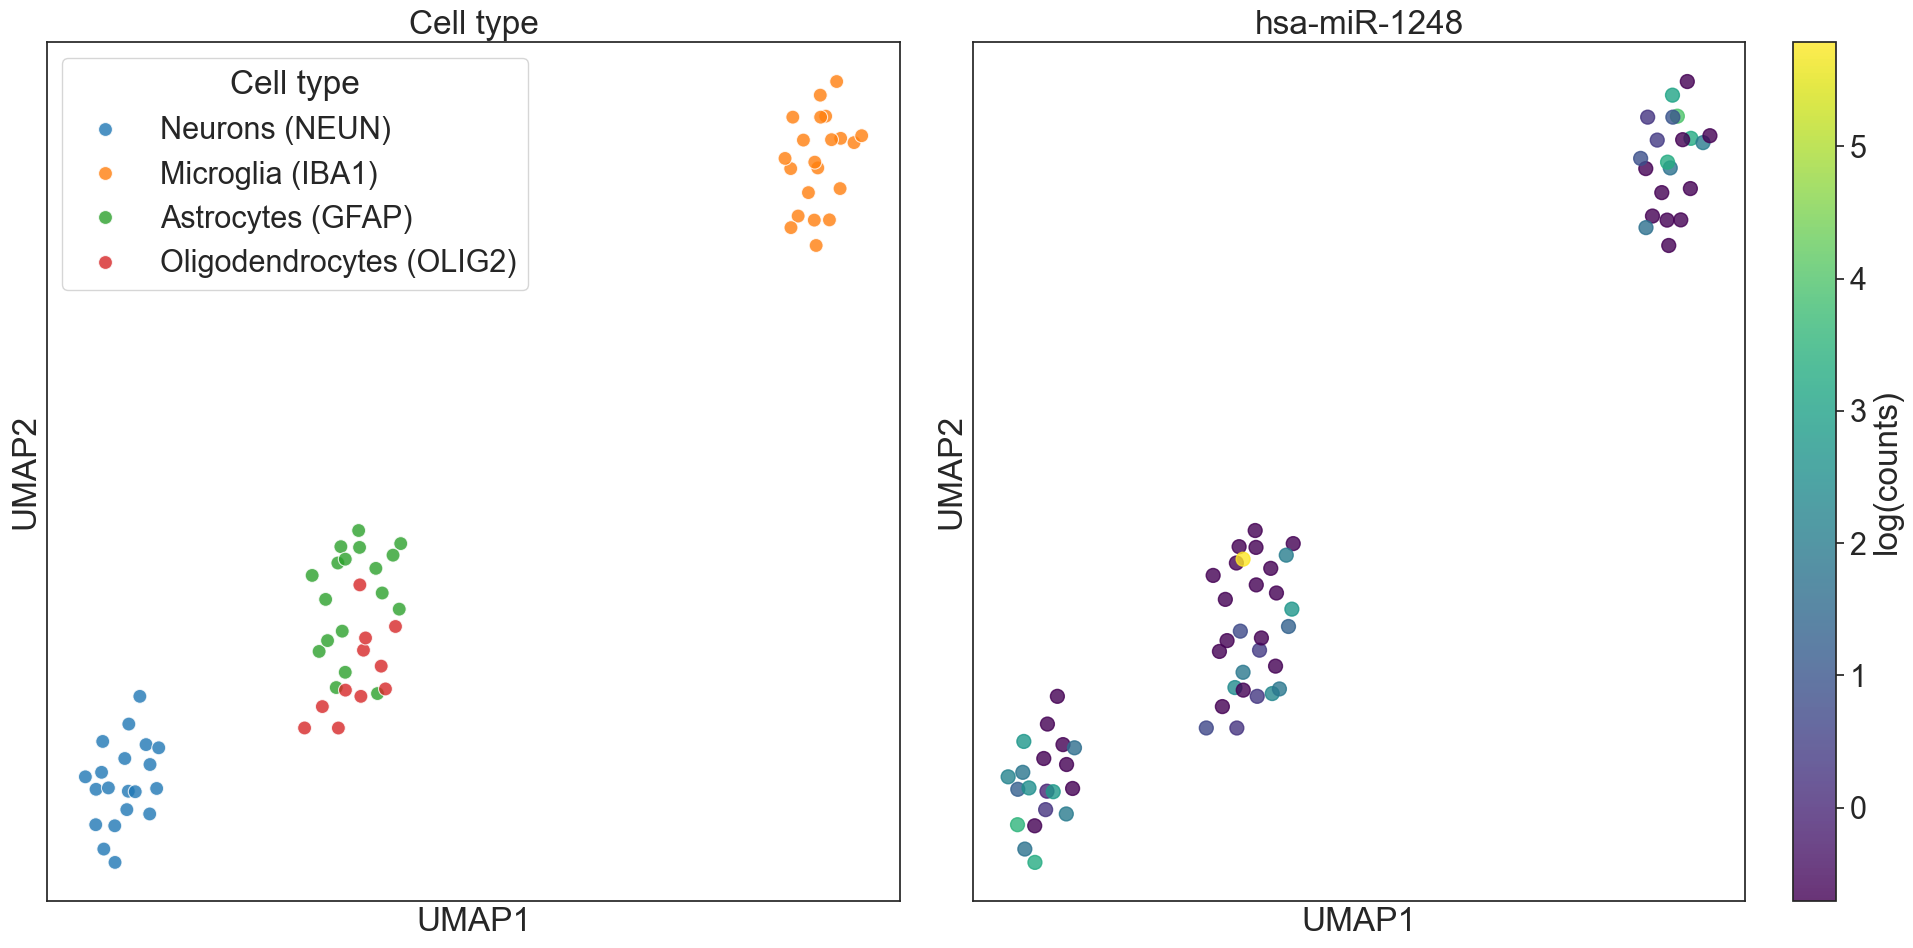 Cell type
Cell type
Neurons (NEUN)
Microglia (IBA1)
Astrocytes (GFAP)
Oligodendrocytes (OLIG2)
UMAP2
UMAP1
hsa-miR-1248
UMAP2
UMAP1
5
4
3
2
1
0
log(counts)